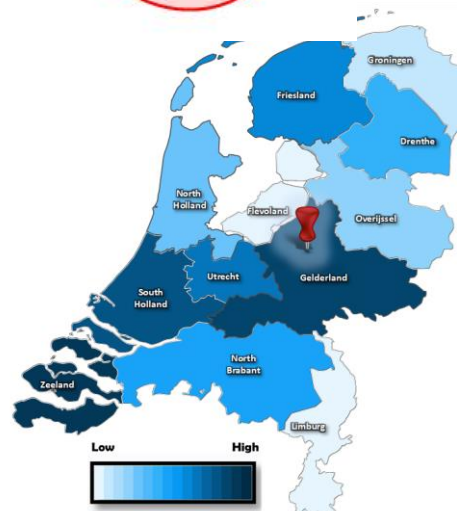 Groningen
Friesland
Drenthe
North
Holland
Flevoland
Overijssel
Utrecht
Gelderland
South
Holland
North
Brabant
Zeeland
Limburg
Low High